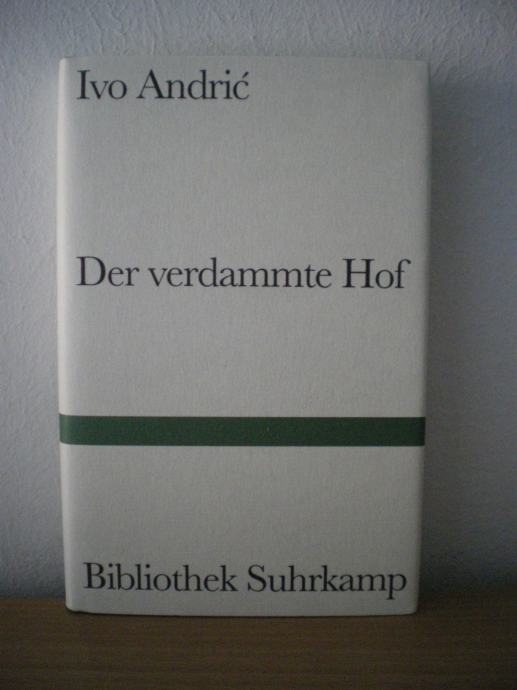 Ivo Andrić
Der verdammte Hof
Bibliothek Suhrkamp